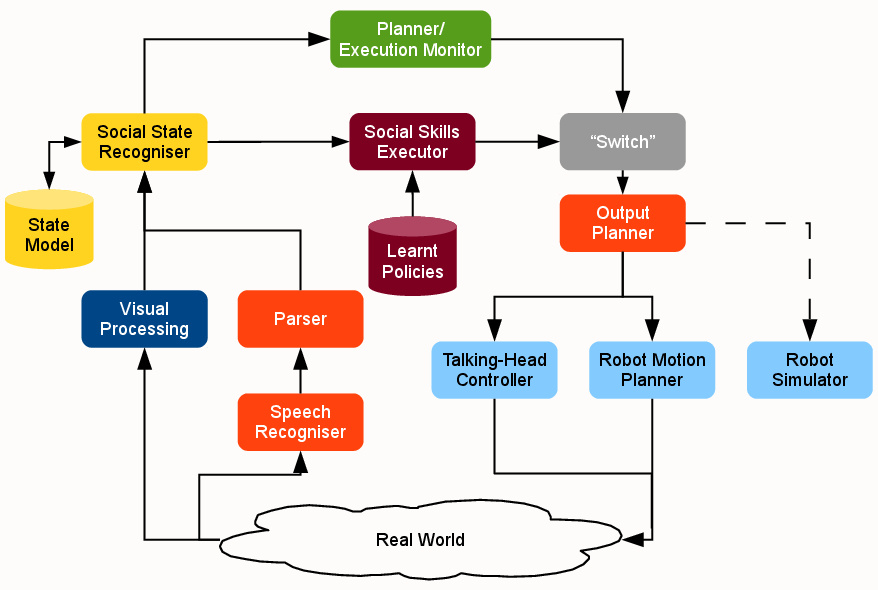 Planner/
Execution Monitor
Social State
Recogniser
Social Skills
Executor
“Switch”
State
Model
Learnt
Policies
Output
Planner
Visual
Processing
Parser
Talking-Head
Controller
Robot Motion
Planner
Robot
Simulator
Speech
Recogniser
Real World